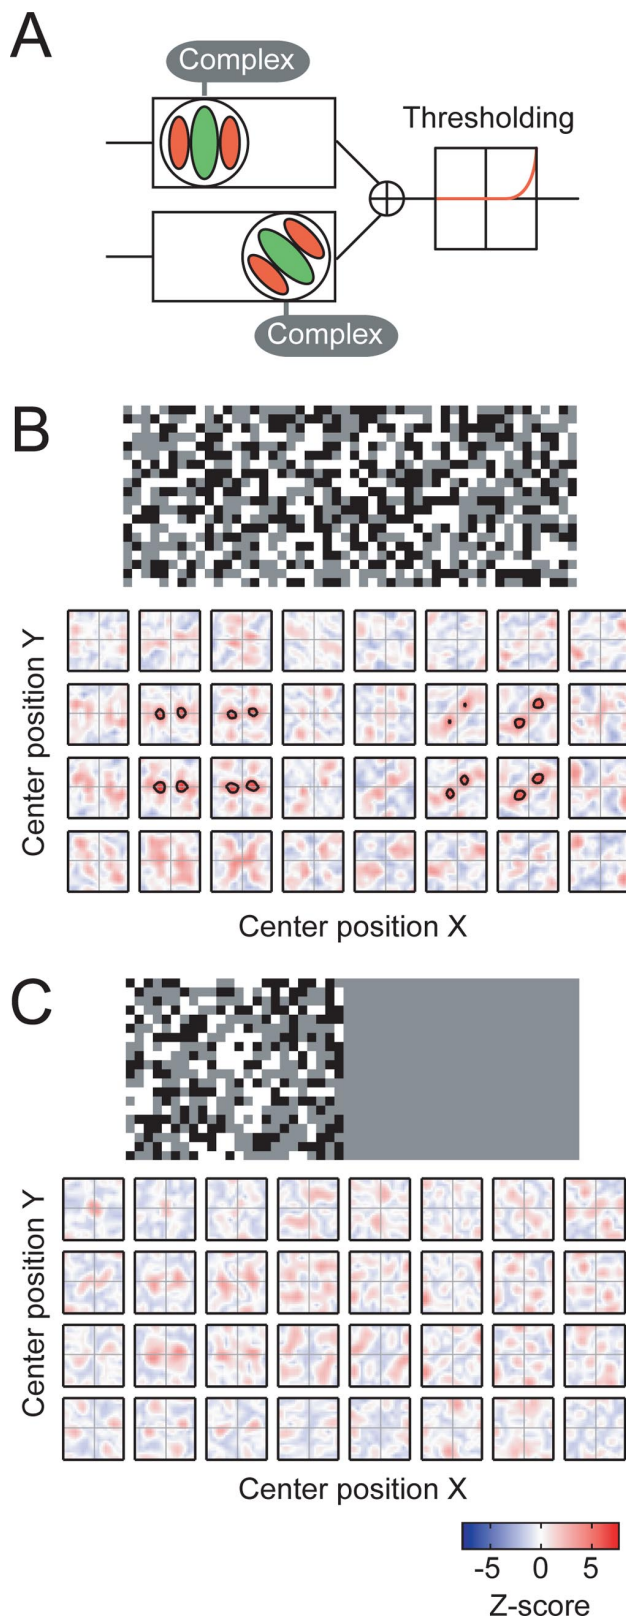 A
Complex
Thresholding
Complex
B
Center position Y
Center position X
C
Center position Y
Center position X
-5 0 5
Z-score